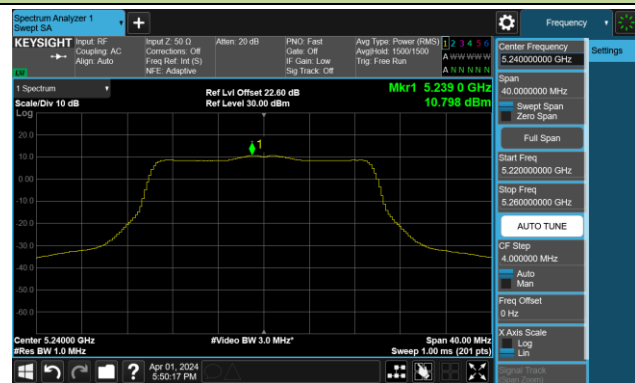 Spectrum Analyzer 1
Swept SA
Frequency
KEYSIGHT
Input: RF
Coupling: AC
Align: Auto
Input Z: 50 Ω
Corrections: Off
Freq Ref: Int (S)
NFE: Adaptive
Atten: 20 dB
PNO: Fast
Gate: Off
IF Gain: Low
Sig Track: Off
Avg Type: Power (RMS)
Avg|Hold: 1500/1500
Trig: Free Run
1 2 3 4 5 6
A W W W W W
A N N N N N
1 Spectrum
Scale/Div 10 dB
Log
Ref Lvl Offset 22.60 dB
Ref Level 30.00 dBm
Mkr1 5.239 0 GHz
10.798 dBm
20.0
10.0
0.00
-10.0
-20.0
-30.0
-40.0
-50.0
-60.0
1
Center 5.24000 GHz
#Res BW 1.0 MHz
#Video BW 3.0 MHz*
Span 40.00 MHz
Sweep 1.00 ms (201 pts)
Apr 01, 2024
5:50:17 PM
Center Frequency
5.240000000 GHz
Settings
Span
40.0000000 MHz
Swept Span
Zero Span
Full Span
Start Freq
5.220000000 GHz
Stop Freq
5.260000000 GHz
AUTO TUNE
CF Step
4.000000 MHz
Auto
Man
Freq Offset
0 Hz
X Axis Scale
Log
Lin
Signal Track
(Span Zoom)